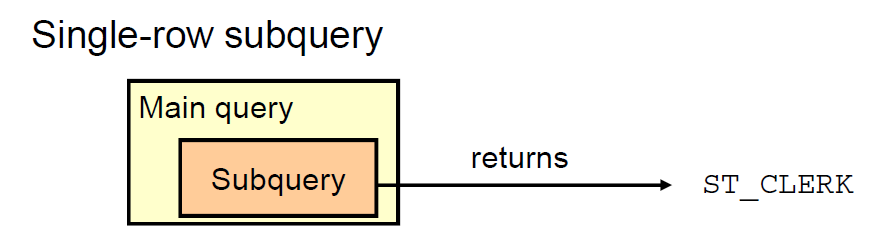 Single-row subquery
Main query
Subquery
returns
ST_CLERK